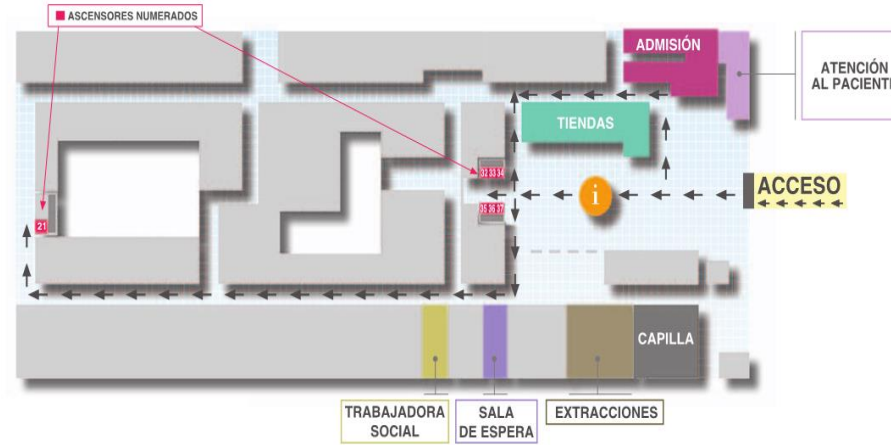 ASCENSORES NUMERADOS
ADMISIÓN
ATENCIÓN
AL PACIENTE
TIENDAS
32 33 34
i
ACCESO
35 36 37
21
CAPILLA
TRABAJADORA
SOCIAL
SALA
DE ESPERA
EXTRACCIONES